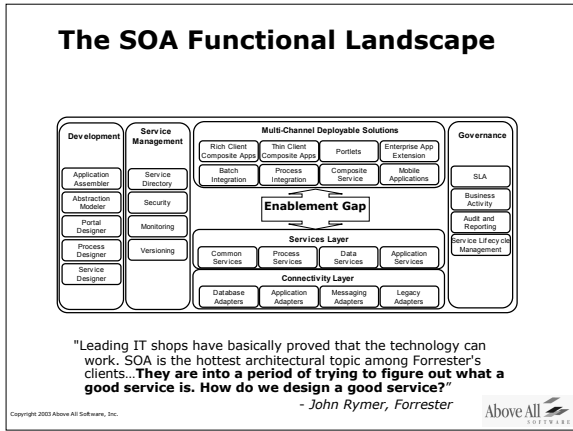 The SOA Functional Landscape
Development
Application
Assembler
Abstraction
Modeler
Portal
Designer
Process
Designer
Service
Designer
Service
Management
Service
Directory
Security
Monitoring
Versioning
Multi-Channel Deployable Solutions
Rich Client
Composite Apps
Thin Client
Composite Apps
Portlets
Enterprise App
Extension
Batch
Integration
Process
Integration
Composite
Service
Mobile
Applications
Enablement Gap
Services Layer
Common
Services
Process
Services
Data
Services
Application
Services
Connectivity Layer
Database
Adapters
Application
Adapters
Messaging
Adapters
Legacy
Adapters
Governance
SLA
Business
Activity
Audit and
Reporting
Service Lifecycle
Management
"Leading IT shops have basically proved that the technology can
work. SOA is the hottest architectural topic among Forrester's
clients…They are into a period of trying to figure out what a
good service is. How do we design a good service?"
- John Rymer, Forrester
Copyright 2003 Above All Software, Inc.
Above All
SOFTWARE